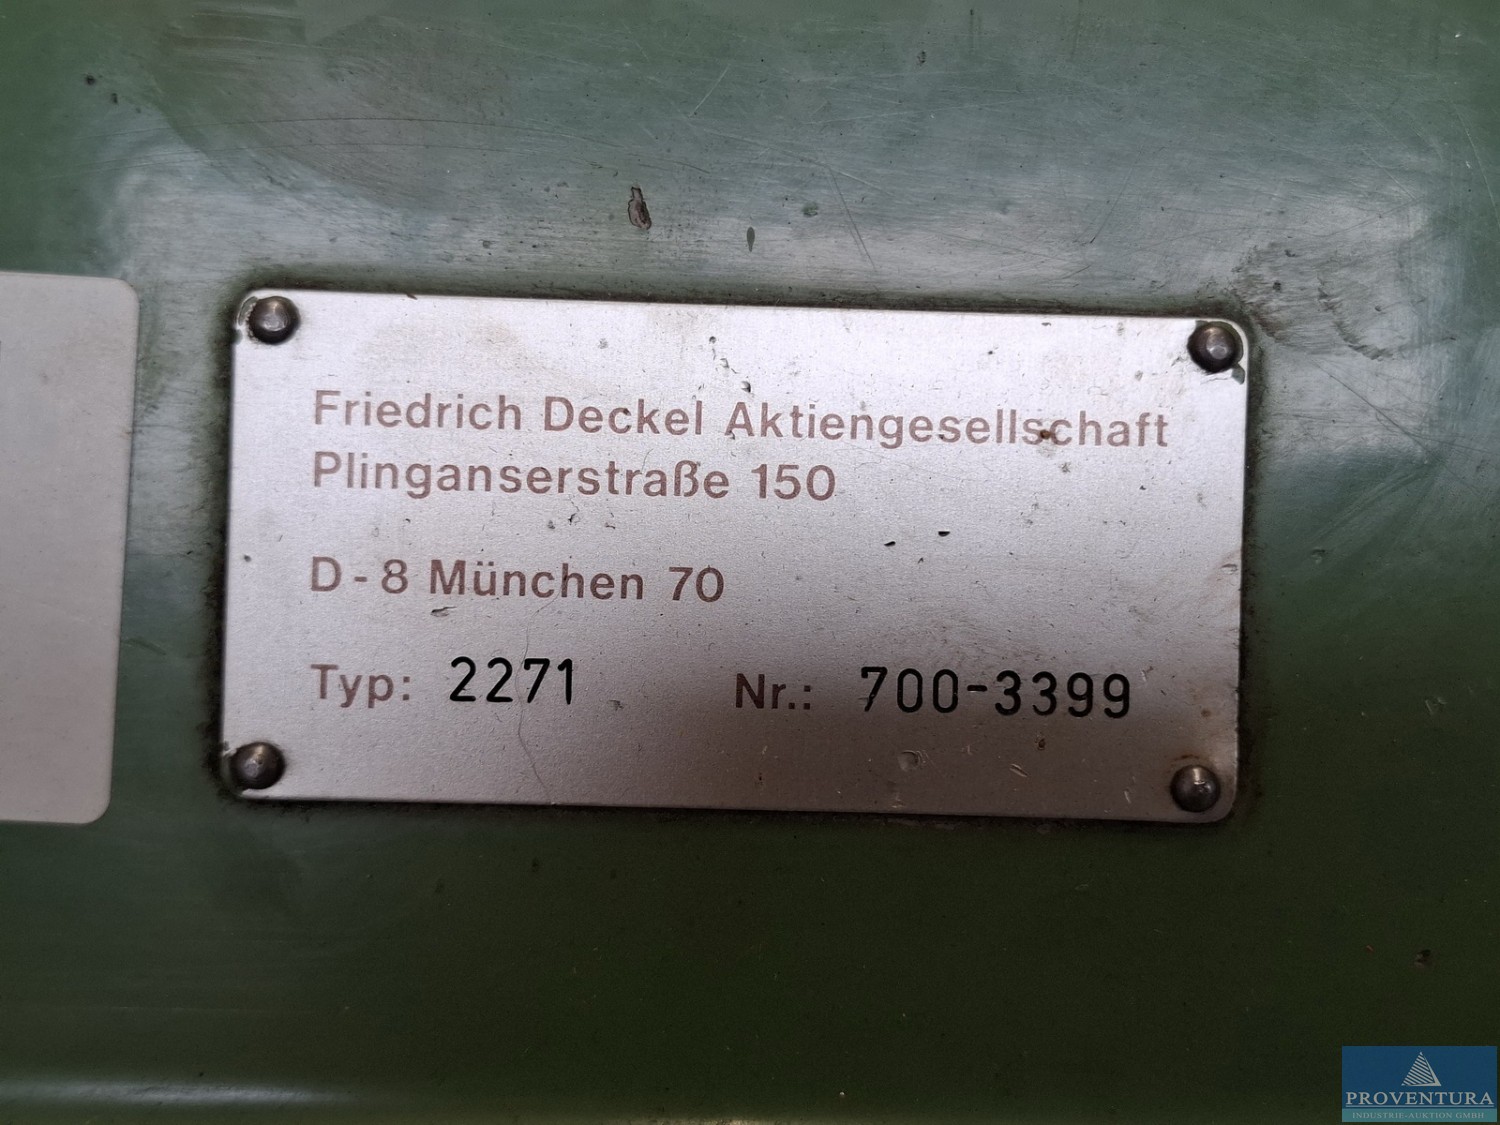 Friedrich Deckel Aktiengesellschaft
Plinganserstraße 150
D-8 München 70
Typ: 2271 Nr.: 700-3399
PROVENTURA
INDUSTRIE-AUKTION GMBH